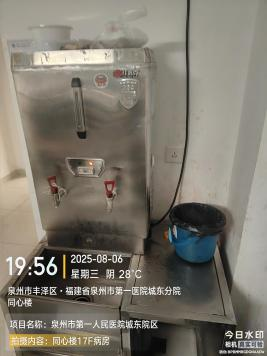 19:56
2025-08-06
星期三 阴 28°C
泉州市丰泽区·福建省泉州市第一医院城东分院
同心楼
项目名称：泉州市第一人民医院城东院区
拍摄内容：同心楼17F病房
今日水印
相机真实可验